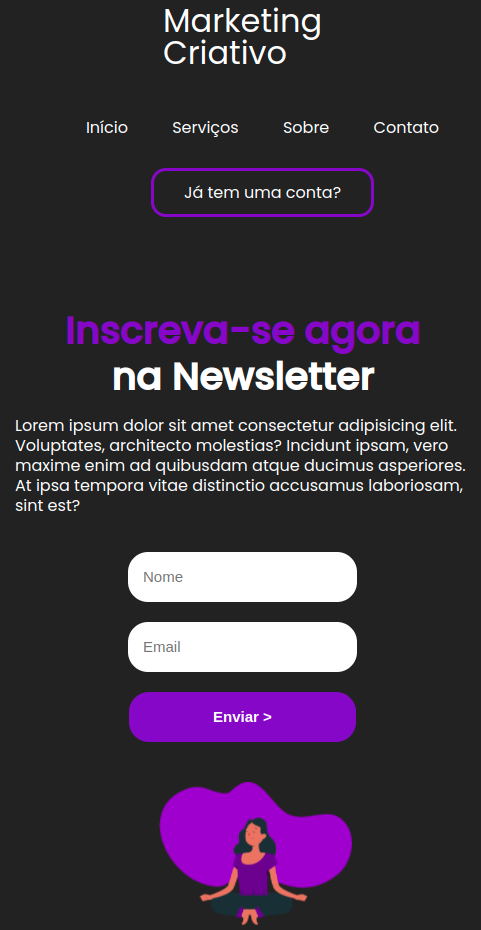 Marketing
Criativo
Início Serviços Sobre Contato
Já tem uma conta?
Inscreva-se agora
na Newsletter
Lorem ipsum dolor sit amet consectetur adipisicing elit.
Voluptates, architecto molestias? Incidunt ipsam, vero
maxime enim ad quibusdam atque ducimus asperiores.
At ipsa tempora vitae distinctio accusamus laboriosam,
sint est?
Nome
Email
Enviar >